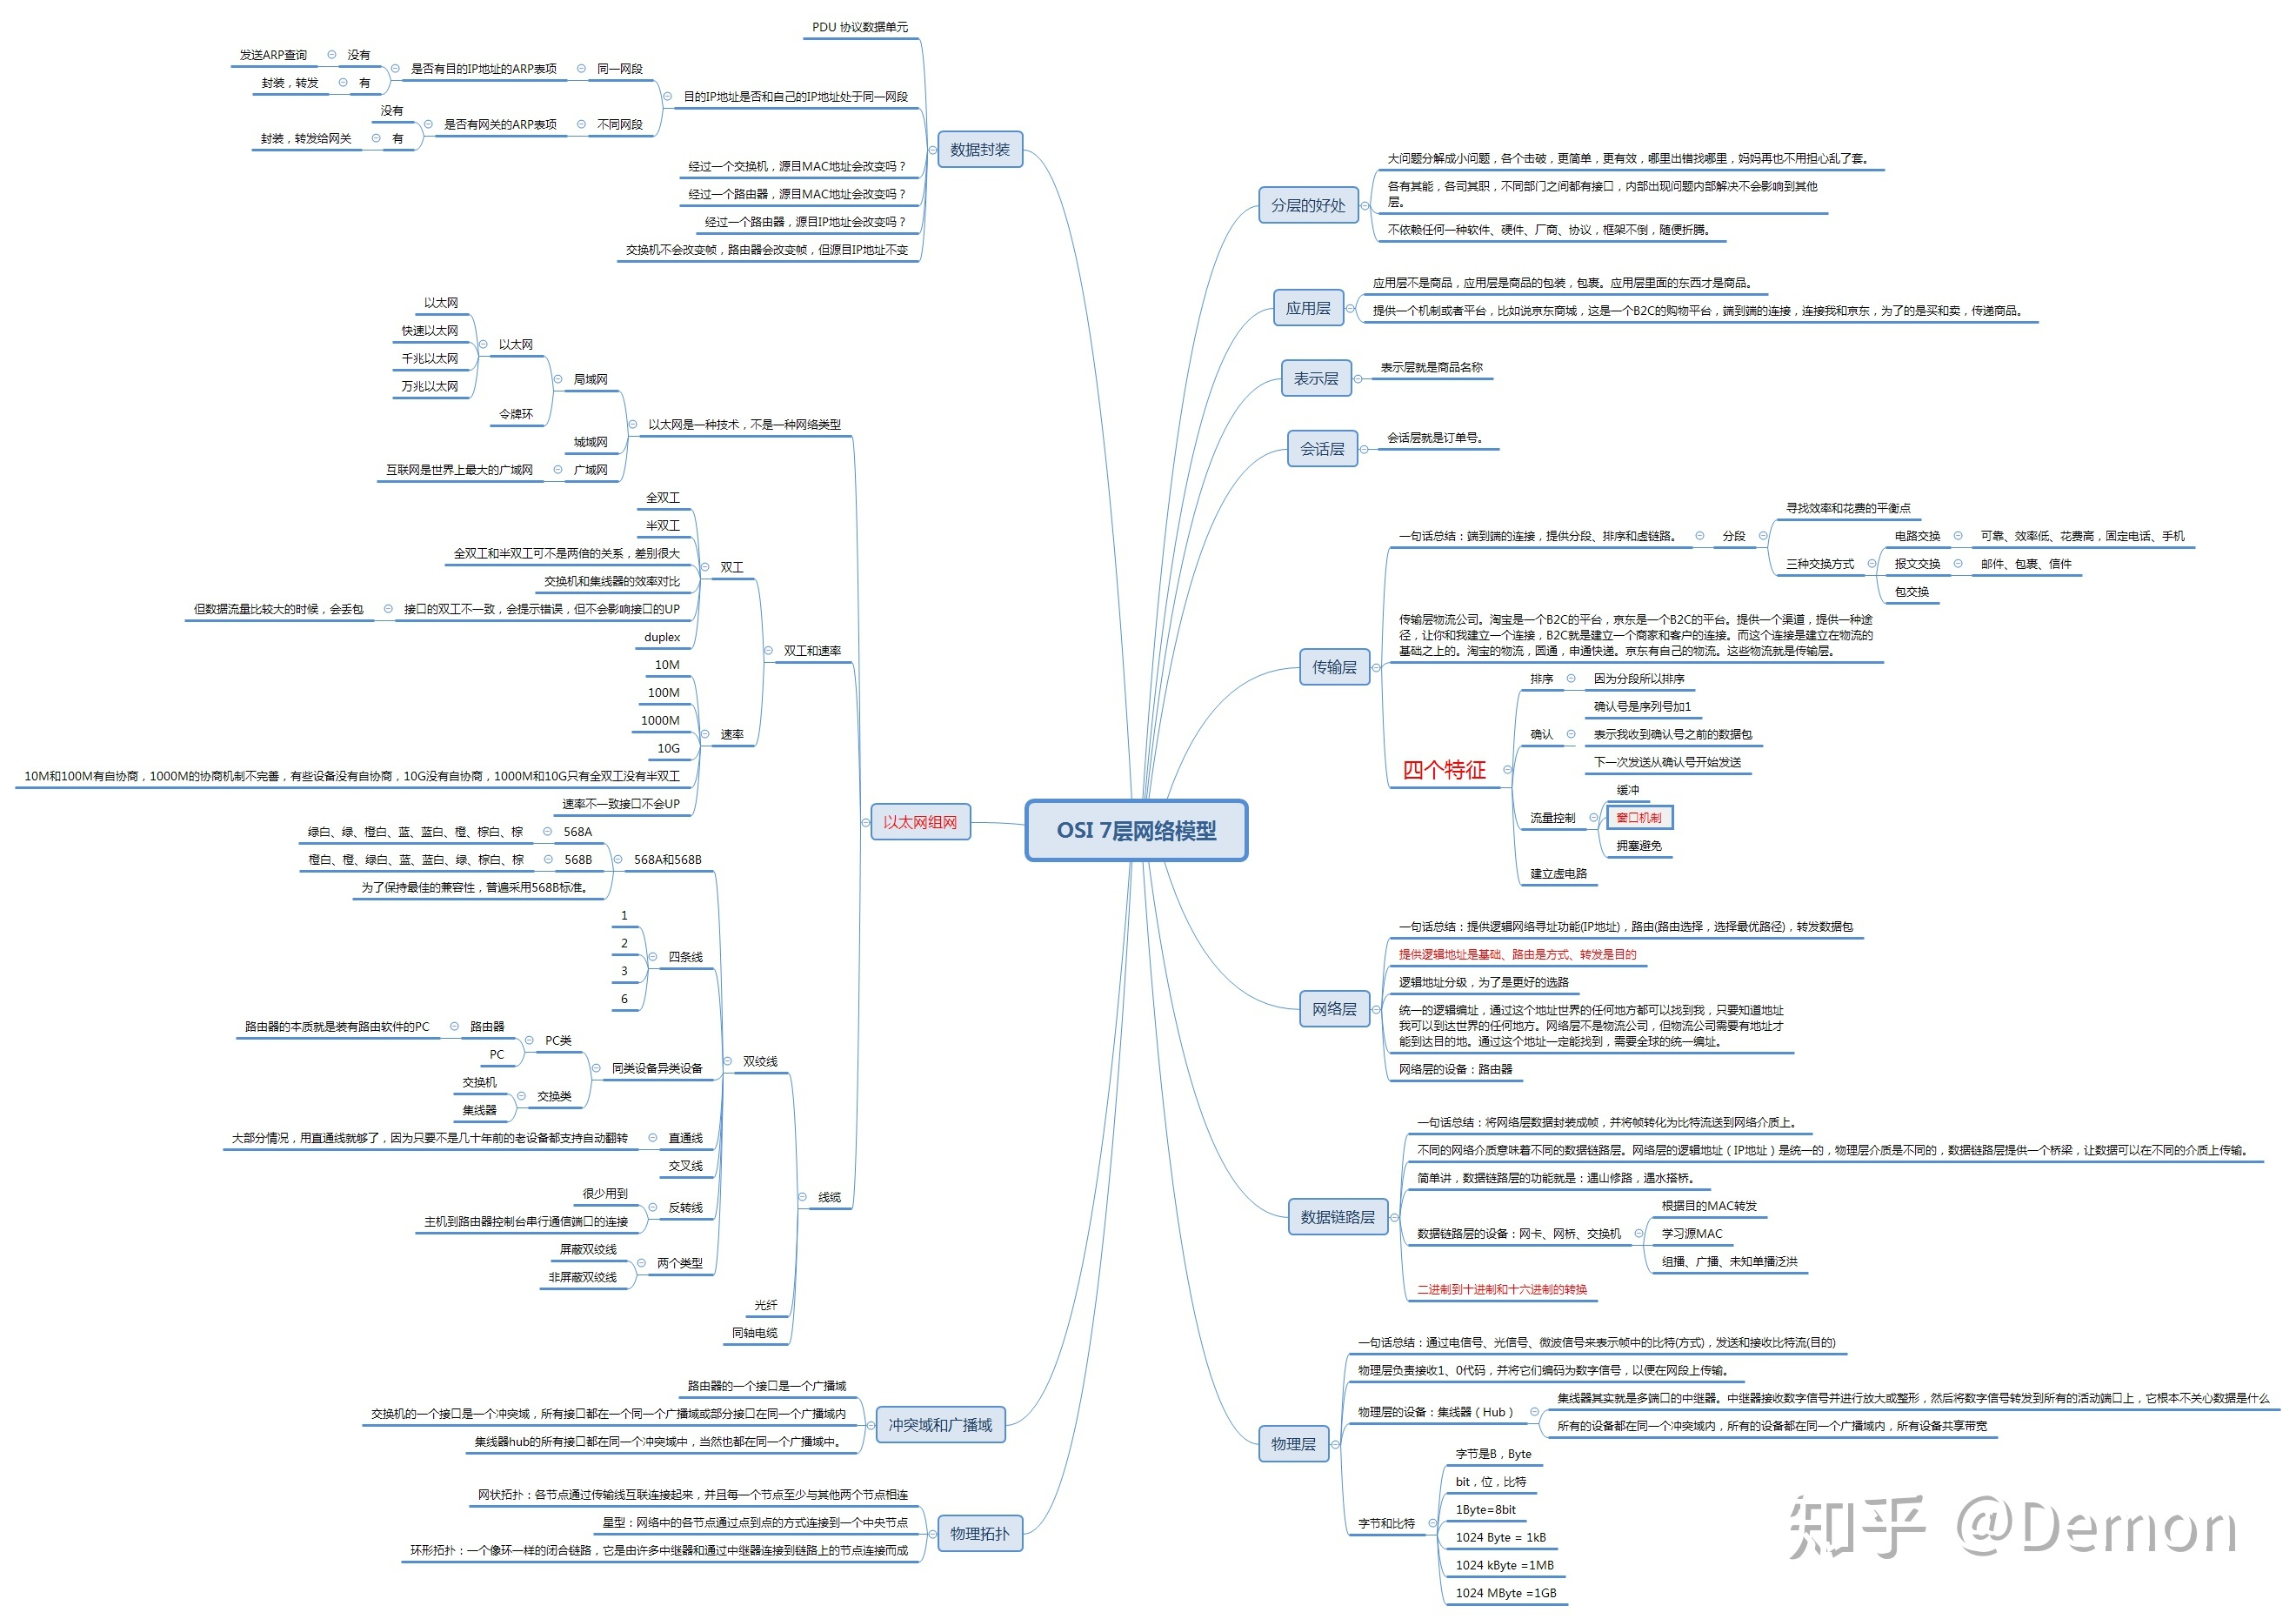 OSI 7层网络模型
分层的好处
大问题分解成小问题，各个击破，更简单，更有效，哪里出错找哪里，妈妈再也不用担心乱了套。
各有其能，各司其职，不同部门之间都有接口，内部出现问题内部解决不会影响到其他
层。
不依赖任何一种软件、硬件、厂商、协议，框架不倒，随便折腾。
应用层
应用层不是商品，应用层是商品的包装，包裹。应用层里面的东西才是商品。
提供一个机制或者平台，比如说京东商城，这是一个B2C的购物平台，端到端的连接，连接我和京东，为了的是买和卖，传递商品。
表示层
表示层就是商品名称
会话层
会话层就是订单号。
传输层
一句话总结：端到端的连接，提供分段、排序和虚链路。
分段
寻找效率和花费的平衡点
三种交换方式
电路交换
可靠、效率低、花费高，固定电话、手机
报文交换
邮件、包裹、信件
包交换
传输层物流公司。淘宝是一个B2C的平台，京东是一个B2C的平台。提供一个渠道，提供一种途
径，让你和我建立一个连接，B2C就是建立一个商家和客户的连接。而这个连接是建立在物流的
基础之上的。淘宝的物流，圆通，申通快递。京东有自己的物流。这些物流就是传输层。
四个特征
排序
因为分段所以排序
确认
确认号是序列号加1
表示我收到确认号之前的数据包
下一次发送从确认号开始发送
流量控制
缓冲
窗口机制
拥塞避免
建立虚电路
网络层
一句话总结：提供逻辑网络寻址功能(IP地址)，路由(路由选择，选择最优路径)，转发数据包
提供逻辑地址是基础、路由是方式、转发是目的
逻辑地址分级，为了是更好的选路
统一的逻辑编址，通过这个地址世界的任何地方都可以找到我，只要知道地址
我可以到达世界的任何地方。网络层不是物流公司，但物流公司需要有地址才
能到达目的地。通过这个地址一定能找到，需要全球的统一编址。
网络层的设备：路由器
数据链路层
一句话总结：将网络层数据封装成帧，并将帧转化为比特流送到网络介质上。
不同的网络介质意味着不同的数据链路层。网络层的逻辑地址（IP地址）是统一的，物理层介质是不同的，数据链路层提供一个桥梁，让数据可以在不同的介质上传输。
简单讲，数据链路层的功能就是：遇山修路，遇水搭桥。
数据链路层的设备：网卡、网桥、交换机
根据目的MAC转发
学习源MAC
组播、广播、未知单播泛洪
二进制到十进制和十六进制的转换
物理层
一句话总结：通过电信号、光信号、微波信号来表示帧中的比特(方式)，发送和接收比特流(目的)
物理层负责接收1、0代码，并将它们编码为数字信号，以便在网段上传输。
物理层的设备：集线器（Hub）
集线器其实就是多端口的中继器。中继器接收数字信号并进行放大或整形，然后将数字信号转发到所有的活动端口上，它根本不关心数据是什么
所有的设备都在同一个冲突域内，所有的设备都在同一个广播域内，所有设备共享带宽
字节和比特
字节是B，Byte
bit，位，比特
1Byte=8bit
1024 Byte = 1kB
1024 kByte =1MB
1024 MByte =1GB
数据封装
PDU 协议数据单元
目的IP地址是否和自己的IP地址处于同一网段
同一网段
是否有目的IP地址的ARP表项
没有
发送ARP查询
有
封装，转发
不同网段
是否有网关的ARP表项
没有
有
封装，转发给网关
经过一个交换机，源目MAC地址会改变吗？
经过一个路由器，源目MAC地址会改变吗？
经过一个路由器，源目IP地址会改变吗？
交换机不会改变帧，路由器会改变帧，但源目IP地址不变
以太网组网
以太网是一种技术，不是一种网络类型
局域网
以太网
以太网
快速以太网
千兆以太网
万兆以太网
令牌环
城域网
广域网
互联网是世界上最大的广域网
双工和速率
双工
全双工
半双工
全双工和半双工可不是两倍的关系，差别很大
交换机和集线器的效率对比
接口的双工不一致，会提示错误，但不会影响接口的UP
但数据流量比较大的时候，会丢包
duplex
速率
10M
100M
1000M
10G
10M和100M有自协商，1000M的协商机制不完善，有些设备没有自协商，10G没有自协商，1000M和10G只有全双工没有半双工
速率不一致接口不会UP
线缆
双绞线
568A和568B
568A
绿白、绿、橙白、蓝、蓝白、橙、棕白、棕
568B
橙白、橙、绿白、蓝、蓝白、绿、棕白、棕
为了保持最佳的兼容性，普遍采用568B标准。
四条线
1
2
3
6
同类设备异类设备
PC类
路由器
路由器的本质就是装有路由软件的PC
PC
交换类
交换机
集线器
直通线
大部分情况，用直通线就够了，因为只要不是几十年前的老设备都支持自动翻转
交叉线
反转线
很少用到
主机到路由器控制台串行通信端口的连接
两个类型
屏蔽双绞线
非屏蔽双绞线
光纤
同轴电缆
冲突域和广播域
路由器的一个接口是一个广播域
交换机的一个接口是一个冲突域，所有接口都在一个同一个广播域或部分接口在同一个广播域内
集线器hub的所有接口都在同一个冲突域中，当然也都在同一个广播域中。
物理拓扑
网状拓扑：各节点通过传输线互联连接起来，并且每一个节点至少与其他两个节点相连
星型：网络中的各节点通过点到点的方式连接到一个中央节点
环形拓扑：一个像环一样的闭合链路，它是由许多中继器和通过中继器连接到链路上的节点连接而成
知乎 @Dernon